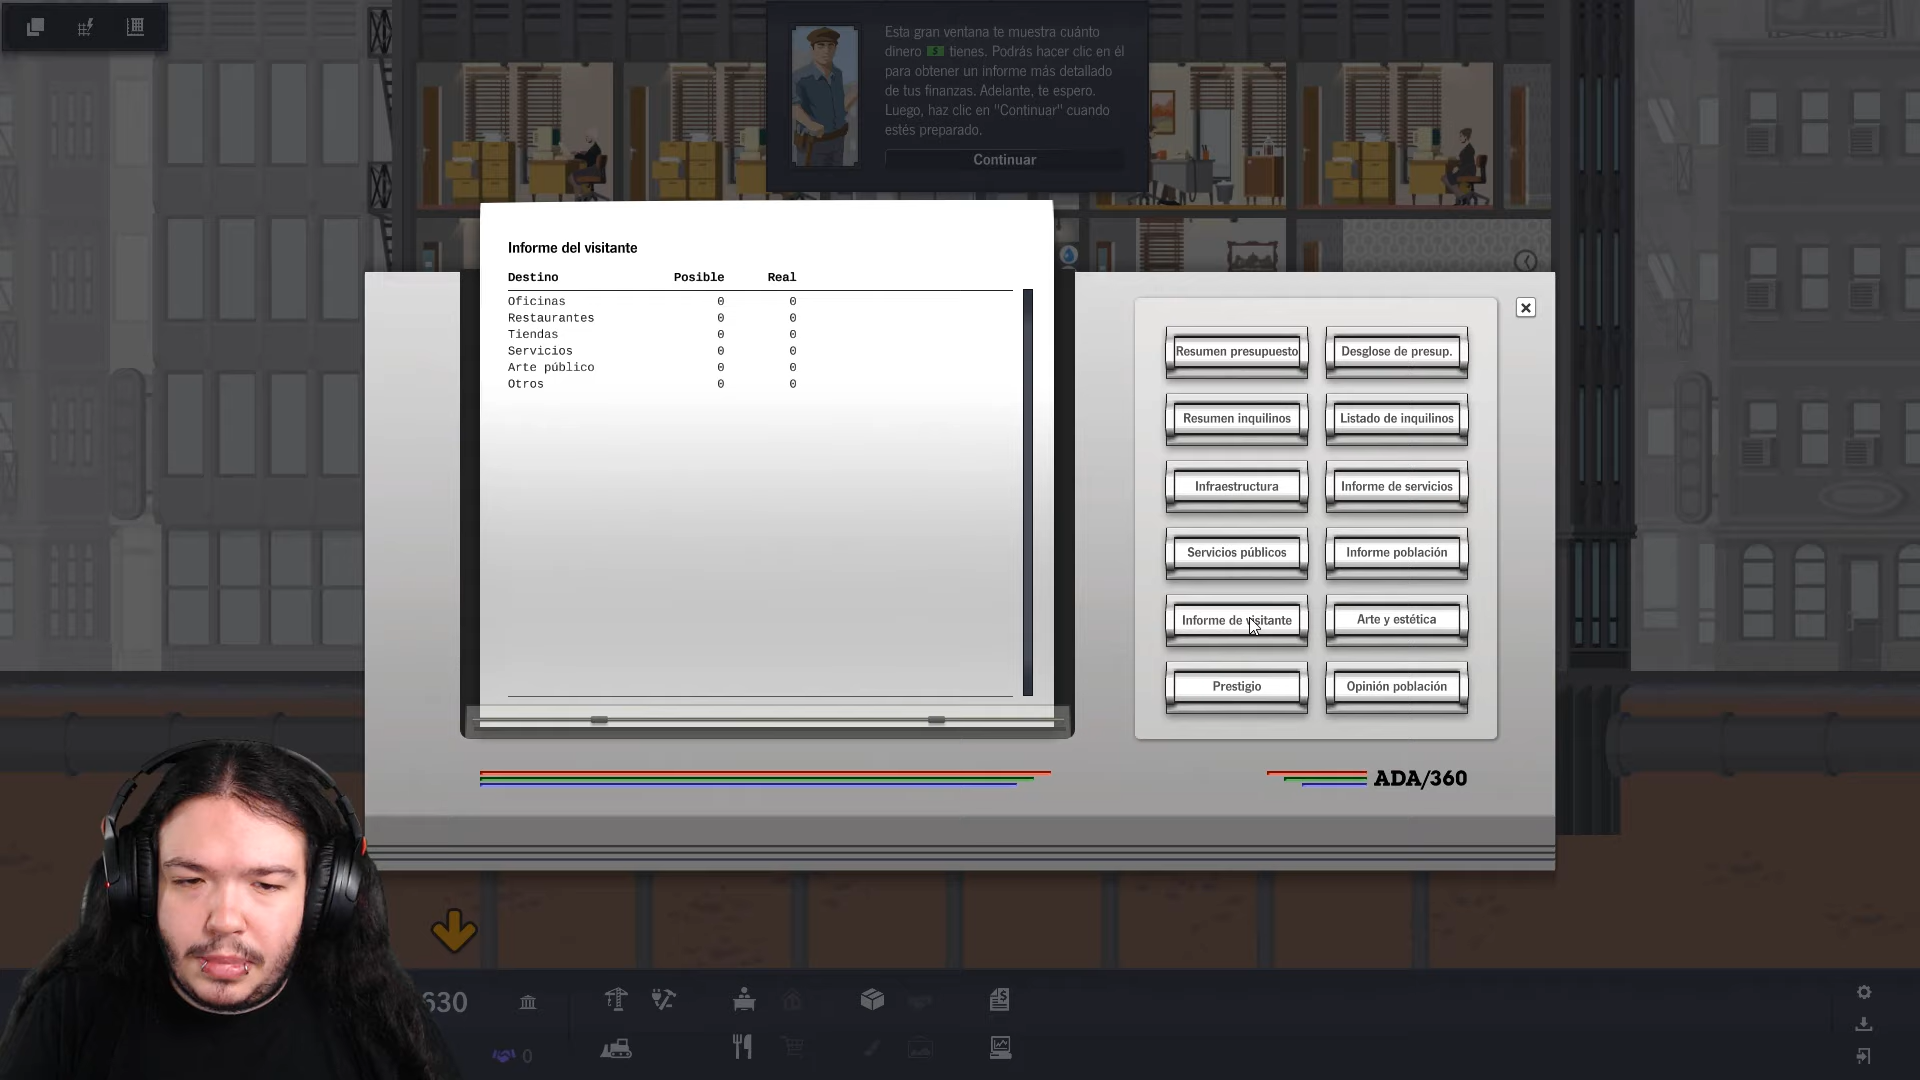 Esta gran ventana te muestra cuánto
dinero $ tienes. Podrás hacer clic en él
para obtener un informe más detallado
de tus finanzas. Adelante, te espero.
Luego, haz clic en "Continuar" cuando
estés preparado.
Continuar
Informe del visitante
Destino Posible Real
Oficinas 0 0
Restaurantes 0 0
Tiendas 0 0
Servicios 0 0
Arte público 0 0
Otros 0 0
Resumen presupuesto Desglose de presup.
Resumen inquilinos Listado de inquilinos
Infraestructura Informe de servicios
Servicios públicos Informe población
Informe de visitante Arte y estética
Prestigio Opinión población
ADA/360
630
0